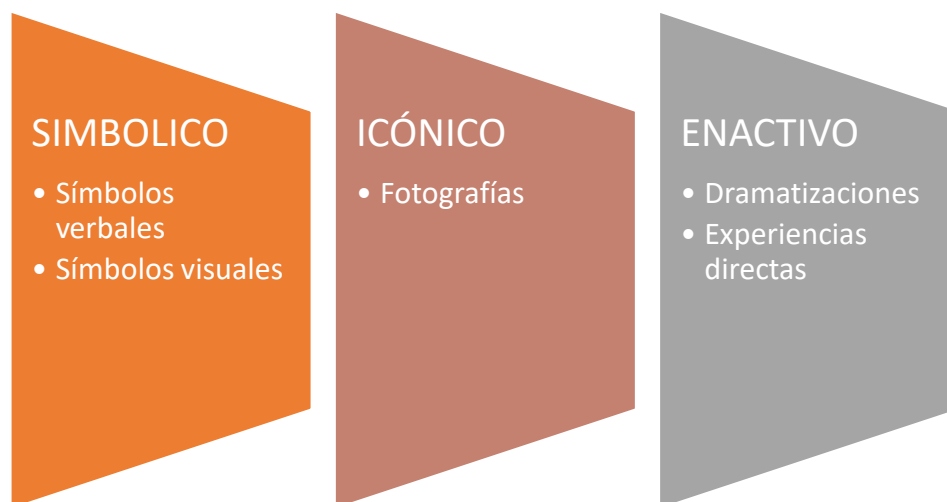 SIMBOLICO
• Símbolos
verbales
• Símbolos visuales
ICÓNICO
• Fotografías
ENACTIVO
• Dramatizaciones
• Experiencias
directas